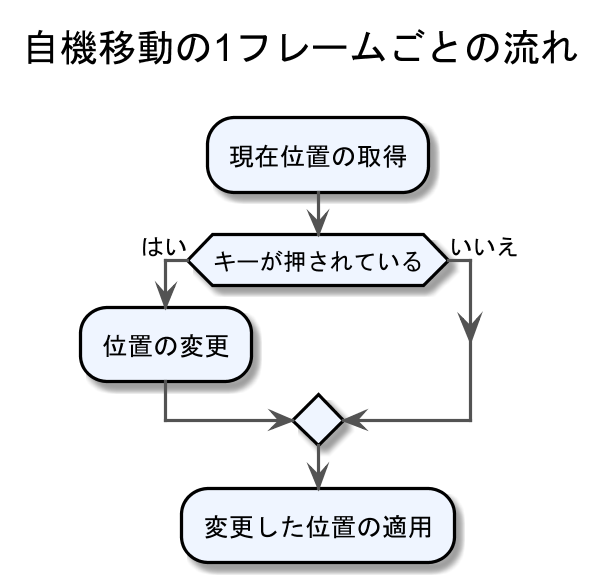 自機移動の1フレームごとの流れ
現在位置の取得
はい
キーが押されている
いいえ
位置の変更
変更した位置の適用